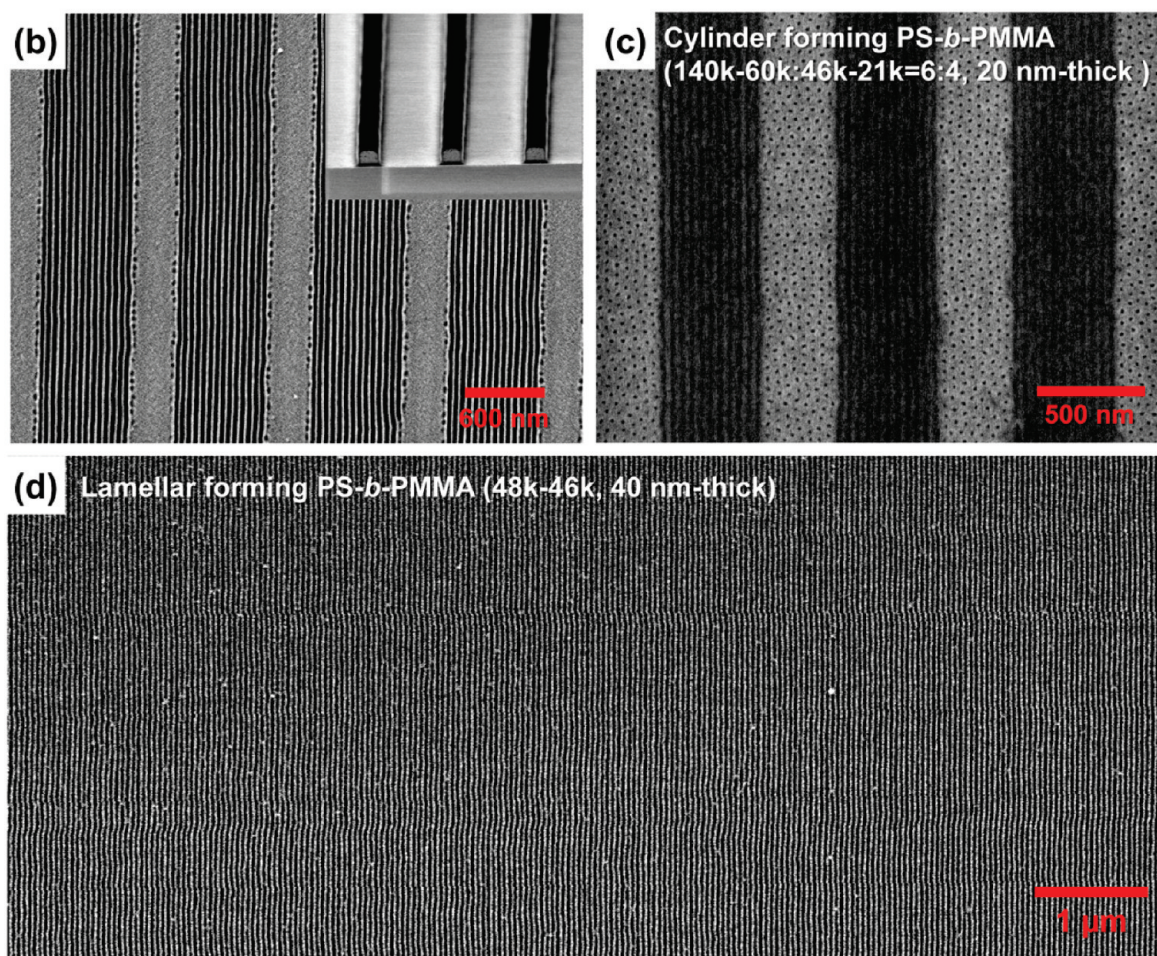 (b)
600 nm
(c) Cylinder forming PS-b-PMMA
(140k-60k:46k-21k=6:4, 20 nm-thick )
500 nm
(d) Lamellar forming PS-b-PMMA (48k-46k, 40 nm-thick)
1 μm